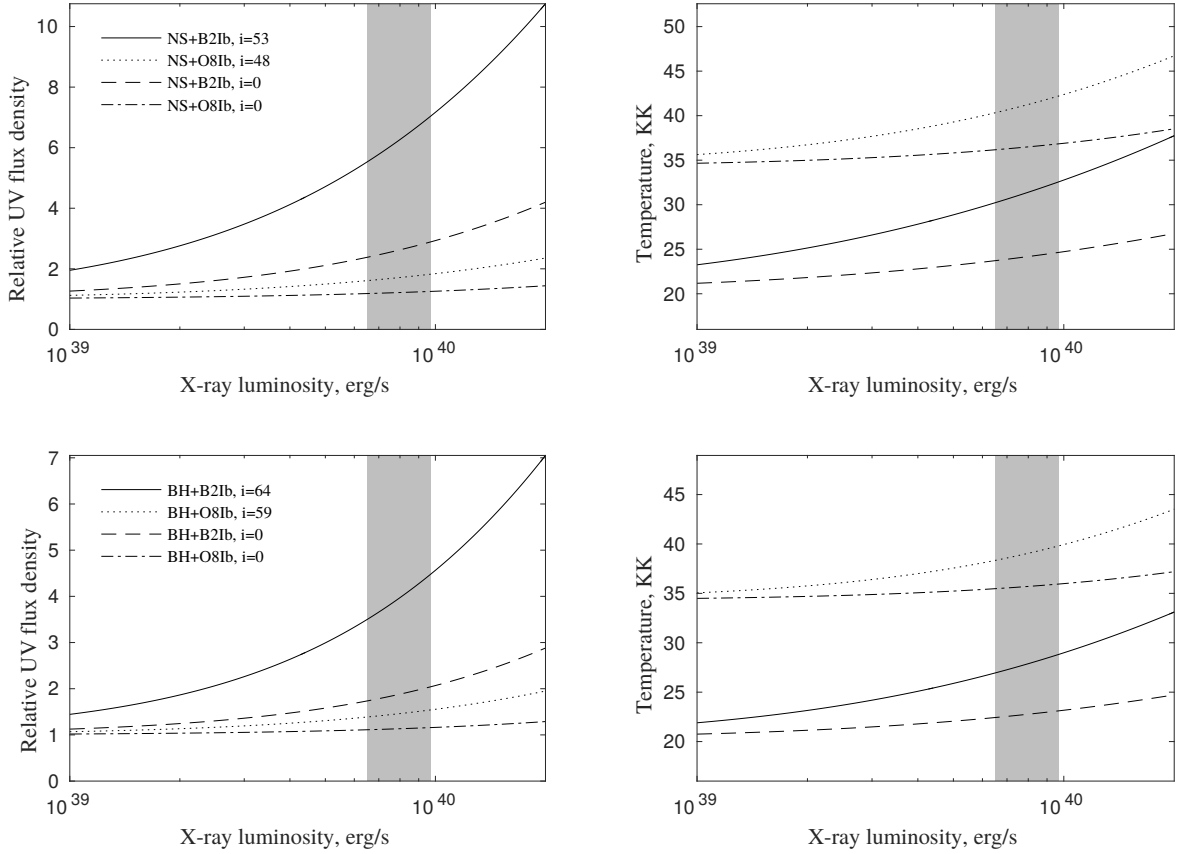 Relative UV flux density
10
8
6
4
2
0
NS+B2Ib, i=53
NS+O8Ib, i=48
NS+B2Ib, i=0
NS+O8Ib, i=0
10^39
10^40
X-ray luminosity, erg/s
Temperature, KK
50
45
40
35
30
25
20
10^39
10^40
X-ray luminosity, erg/s
Relative UV flux density
7
6
5
4
3
2
1
0
BH+B2Ib, i=64
BH+O8Ib, i=59
BH+B2Ib, i=0
BH+O8Ib, i=0
10^39
10^40
X-ray luminosity, erg/s
Temperature, KK
45
40
35
30
25
20
10^39
10^40
X-ray luminosity, erg/s